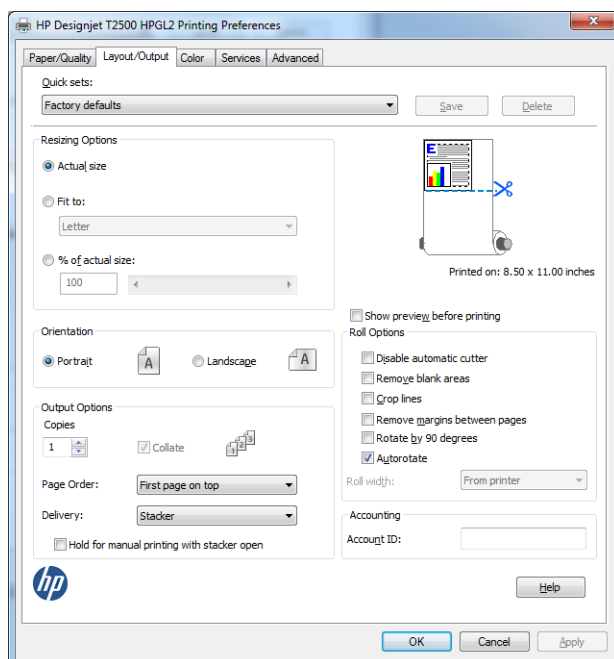 HP Designjet T2500 HPGL2 Printing Preferences
Paper/Quality Layout/Output Color Services Advanced
Quick sets:
Factory defaults Save Delete
Resizing Options
Actual size
Fit to:
Letter
% of actual size:
100
E
Printed on: 8.50 x 11.00 inches
Show preview before printing
Orientation
Portrait A Landscape A
Roll Options
Disable automatic cutter
Remove blank areas
Crop lines
Remove margins between pages
Rotate by 90 degrees
Autorotate
Roll width: From printer
Output Options
Copies
1 Collate 1 2 3
Page Order: First page on top
Delivery: Stacker
Hold for manual printing with stacker open
Accounting
Account ID:
hp
Help
OK Cancel Apply